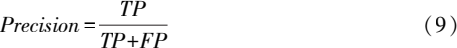 Precision = TP / TP+FP (9)